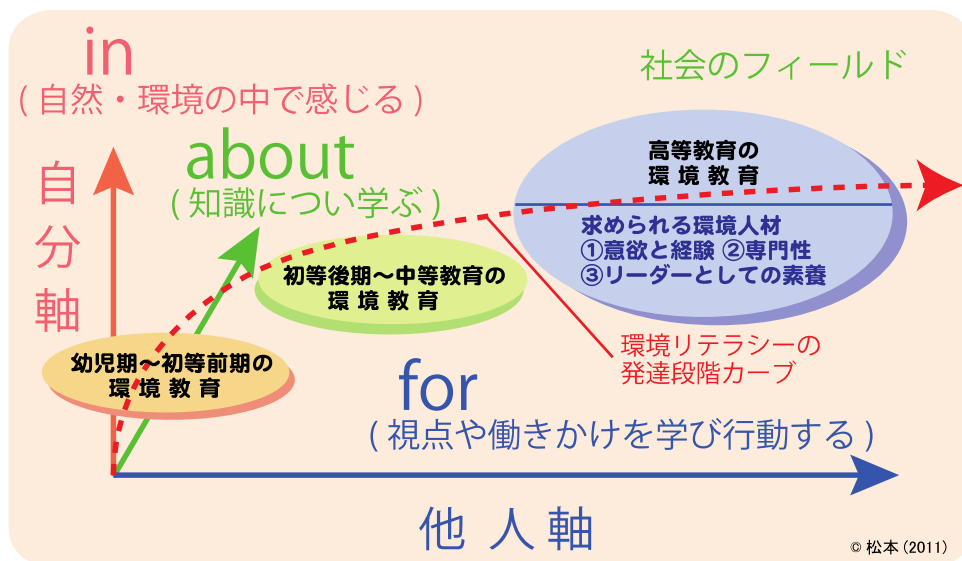 in
( 自然・環境の中で感じる )
社会のフィールド
about
( 知識につい学ぶ )
自分軸
高等教育の
環 境 教 育
求められる環境人材
①意欲と経験 ②専門性
③リーダーとしての素養
初等後期～中等教育の
環 境 教 育
環境リテラシーの
発達段階カーブ
幼児期～初等前期の
環 境 教 育
for
( 視点や働きかけを学び行動する )
他 人 軸
© 松本 (2011)